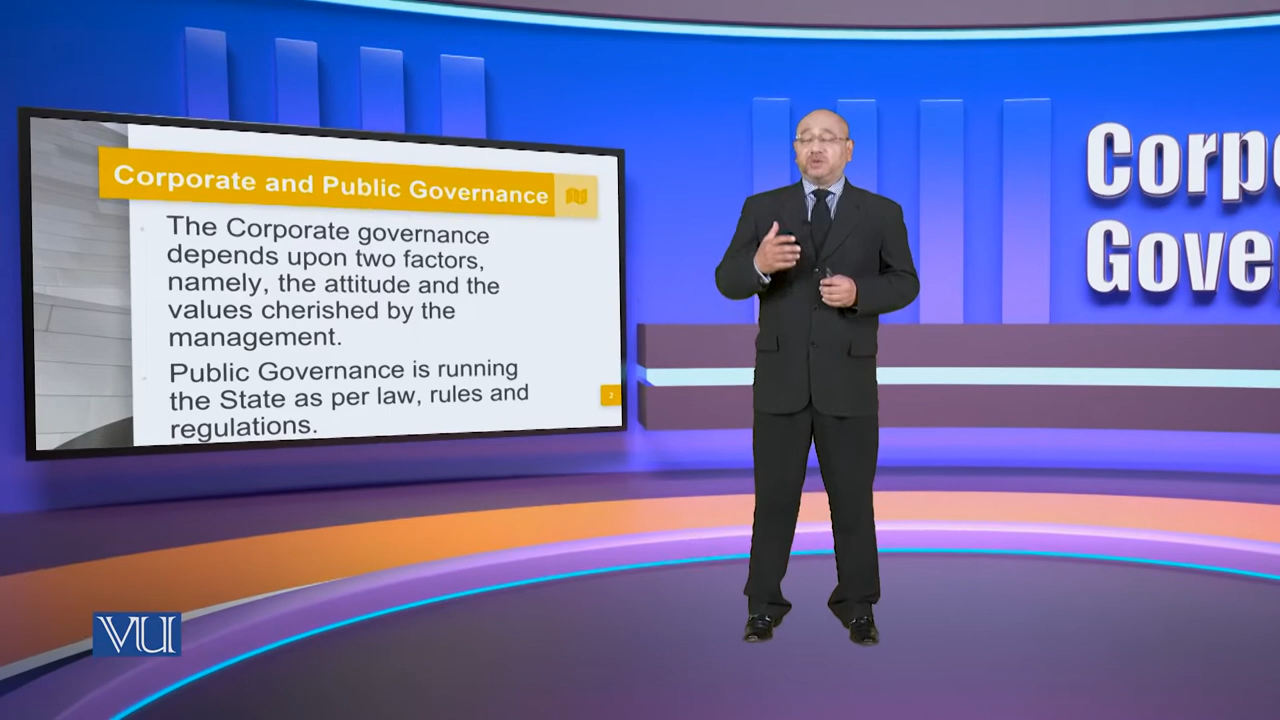 Corporate and Public Governance
The Corporate governance
depends upon two factors,
namely, the attitude and the
values cherished by the
management.
Public Governance is running
the State as per law, rules and
regulations.
2
Corpo
Gove
VU